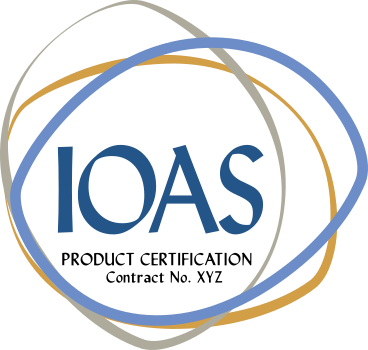 IOAS
PRODUCT CERTIFICATION
Contract No. XYZ